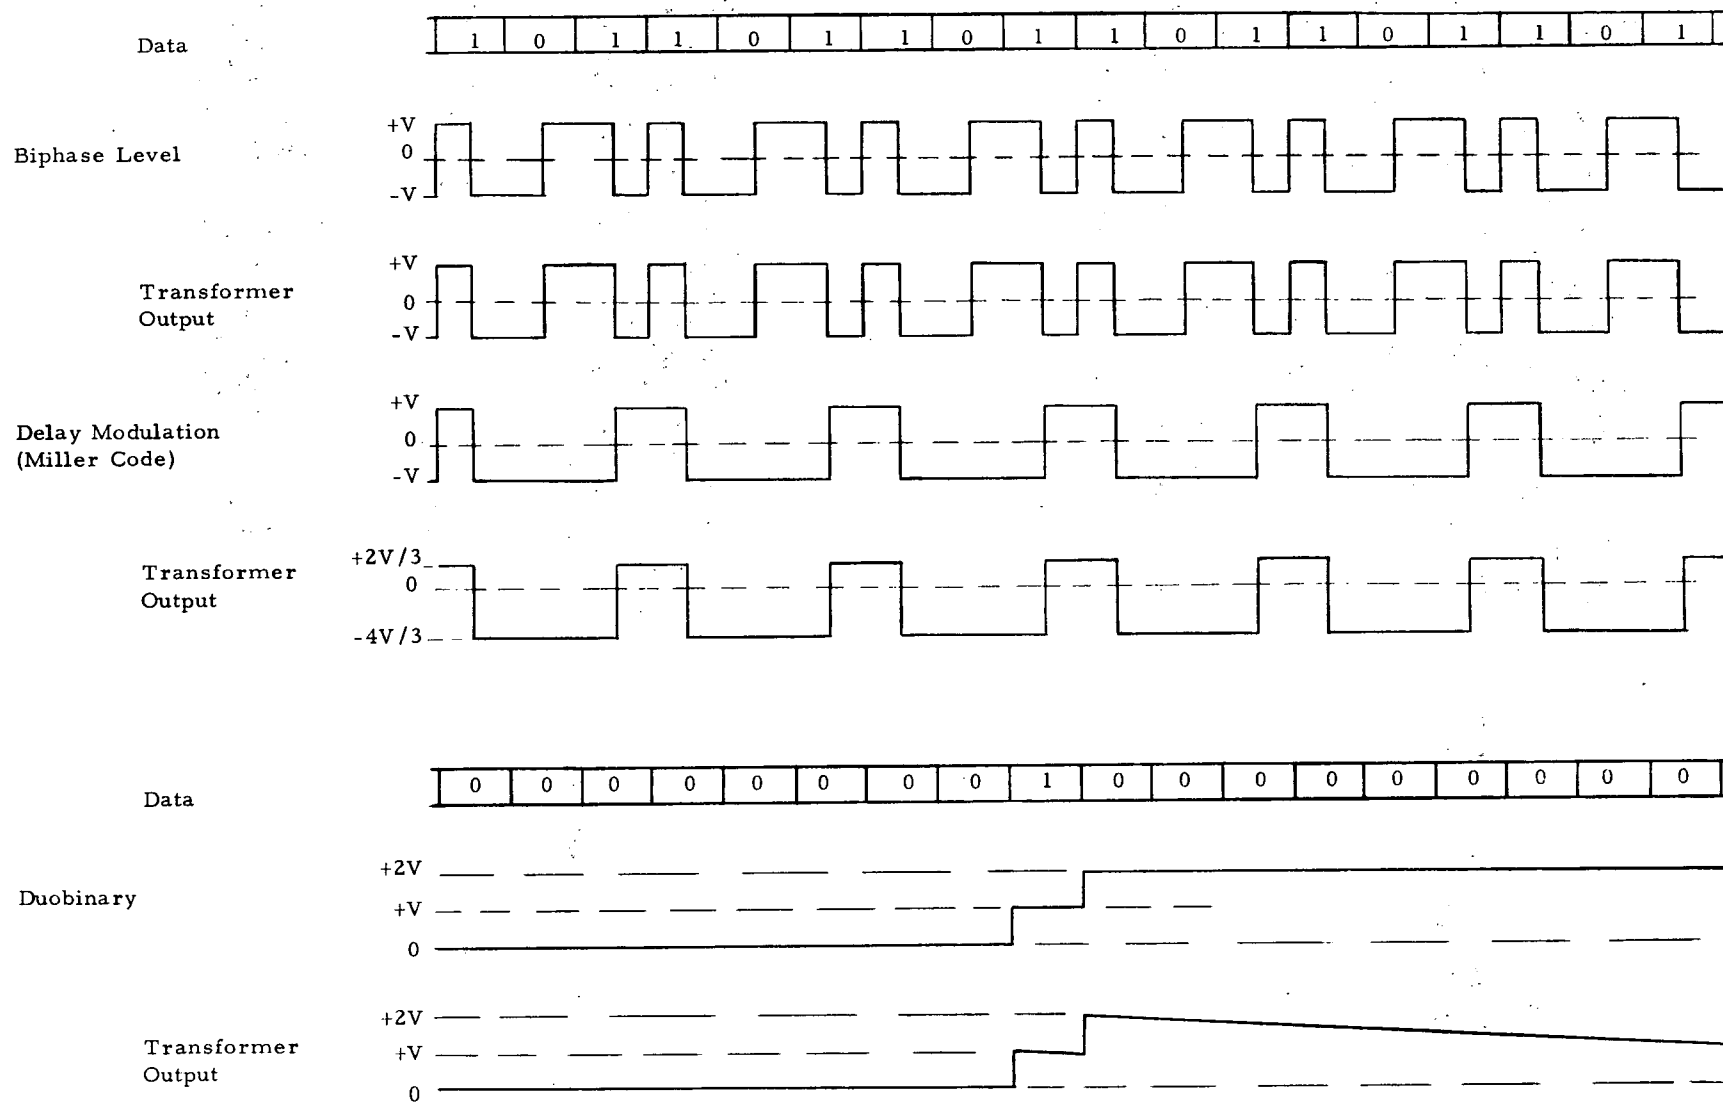 Data 1 0 1 1 0 1 1 0 1 1 0 1 1 0 1 1 0 1
Biphase Level +V 0 -V
Transformer Output +V 0 -V
Delay Modulation (Miller Code) +V 0 -V
Transformer Output +2V/3 0 -4V/3
Data 0 0 0 0 0 0 0 0 1 0 0 0 0 0 0 0 0 0
Duobinary +2V +V 0
Transformer Output +2V +V 0